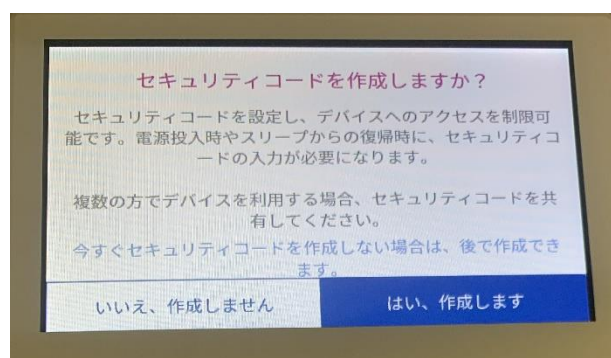 セキュリティコードを作成しますか？
セキュリティコードを設定し、デバイスへのアクセスを制限可
能です。電源投入時やスリープからの復帰時に、セキュリティコ
ードの入力が必要になります。
複数の方でデバイスを利用する場合、セキュリティコードを共
有してください。
今すぐセキュリティコードを作成しない場合は、後で作成でき
ます。
いいえ、作成しません
はい、作成します